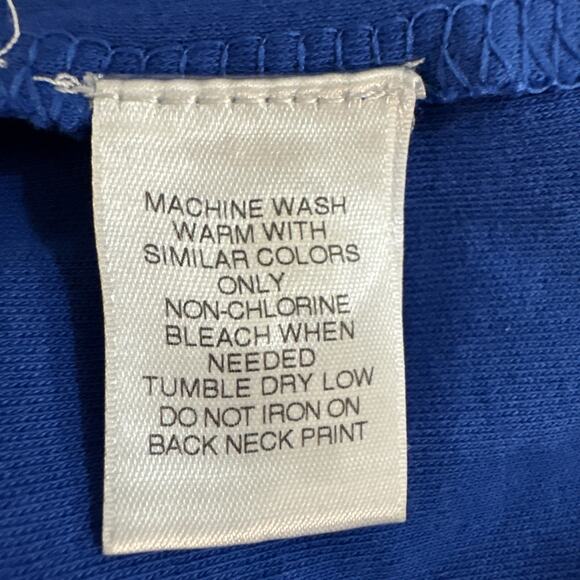 MACHINE WASH
WARM WITH
SIMILAR COLORS
ONLY
NON-CHLORINE
BLEACH WHEN
NEEDED
TUMBLE DRY LOW
DO NOT IRON ON
BACK NECK PRINT